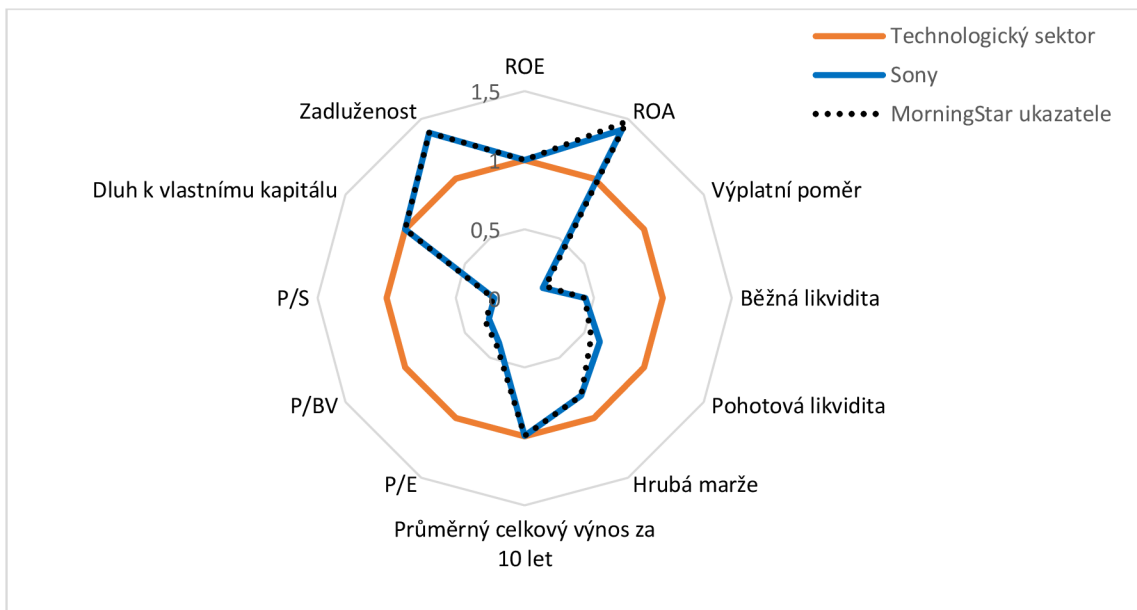 Technologický sektor
Sony
MorningStar ukazatele
ROE
ROA
Výplatní poměr
Běžná likvidita
Pohotová likvidita
Hrubá marže
Průměrný celkový výnos za
10 let
P/E
P/BV
P/S
Dluh k vlastnímu kapitálu
Zadluženost
1,5
1
0,5
0